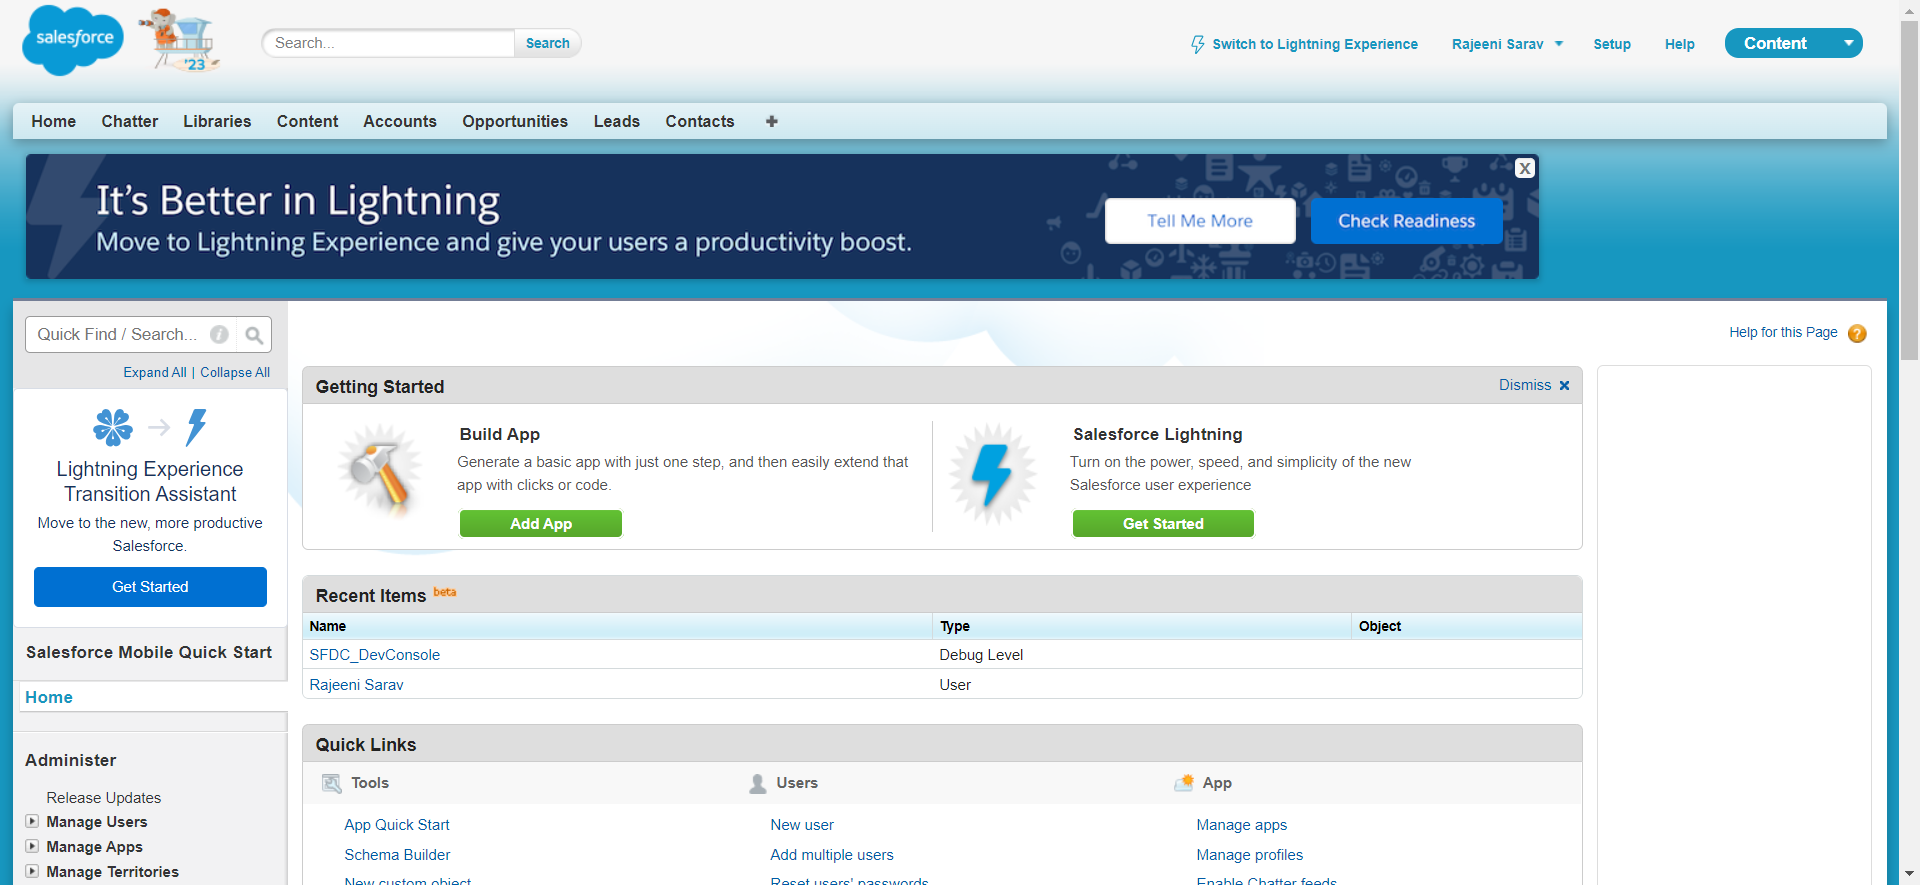 salesforce
'23
Search...
Search
Switch to Lightning Experience
Rajeeni Sarav
Setup
Help
Content
Home
Chatter
Libraries
Content
Accounts
Opportunities
Leads
Contacts
It's Better in Lightning
Move to Lightning Experience and give your users a productivity boost.
Tell Me More
Check Readiness
X
Quick Find / Search...
Expand All | Collapse All
Lightning Experience
Transition Assistant
Move to the new, more productive
Salesforce.
Get Started
Salesforce Mobile Quick Start
Home
Administer
Release Updates
Manage Users
Manage Apps
Manage Territories
Help for this Page
Getting Started
Dismiss
Build App
Generate a basic app with just one step, and then easily extend that
app with clicks or code.
Add App
Salesforce Lightning
Turn on the power, speed, and simplicity of the new
Salesforce user experience
Get Started
Recent Items beta
Name
Type
Object
SFDC_DevConsole
Debug Level
Rajeeni Sarav
User
Quick Links
Tools
Users
App
App Quick Start
New user
Manage apps
Schema Builder
Add multiple users
Manage profiles
New custom object
Reset users' passwords
Enable Chatter feeds